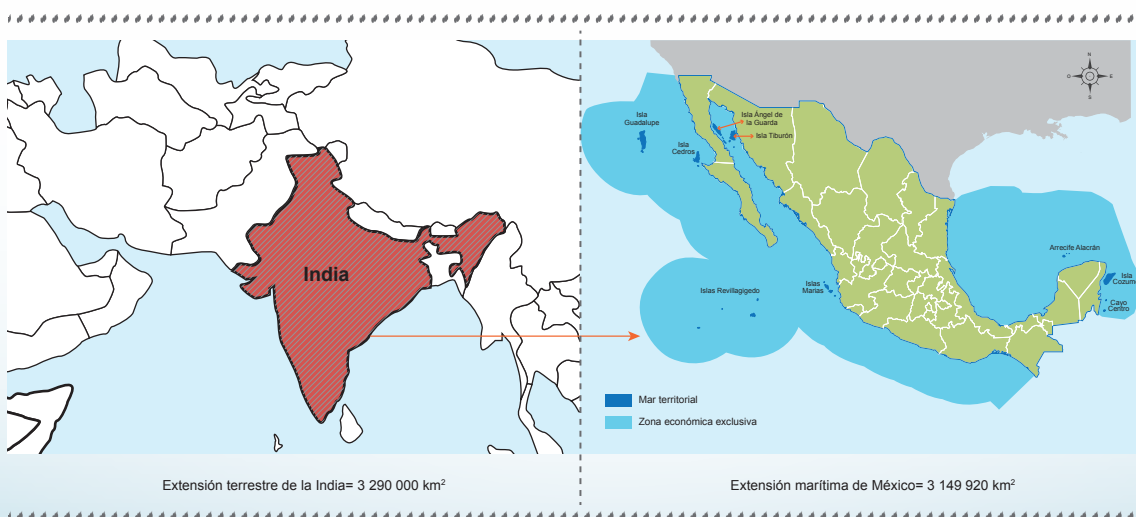 India
Extensión terrestre de la India= 3 290 000 km²
N
O
E
S
Isla
Guadalupe
Isla Ángel de
la Guarda
Isla Tiburón
Isla
Cedros
Arrecife Alacrán
Isla
Cozume
Cayo
Centro
Islas Revillagigedo
Islas
Marías
Mar territorial
Zona económica exclusiva
Extensión marítima de México= 3 149 920 km²